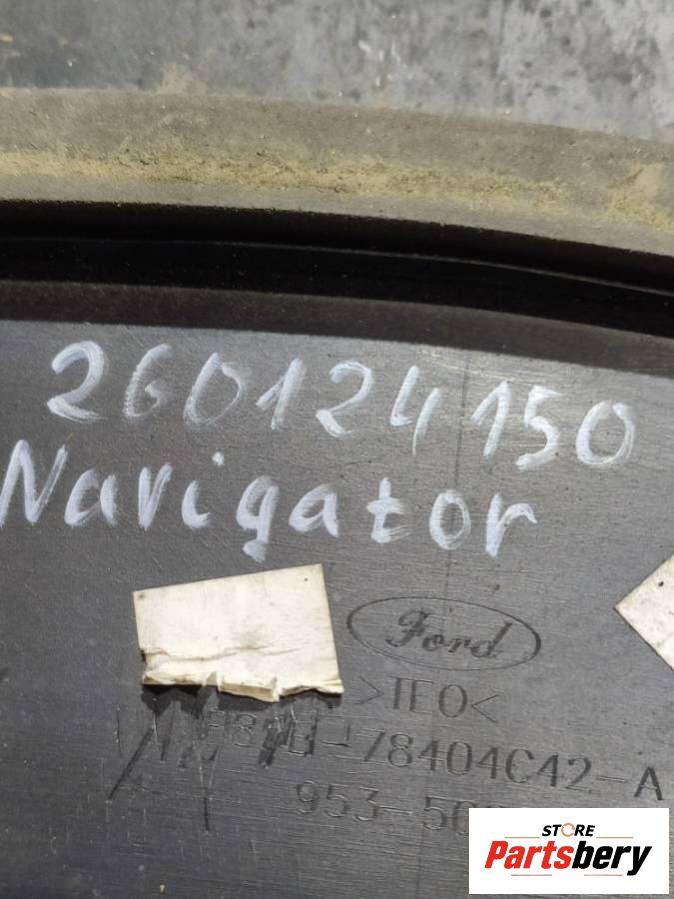 260124150
Navigator
Ford
>TEO<
-78404C42-A
953-
STORE
Partsbery